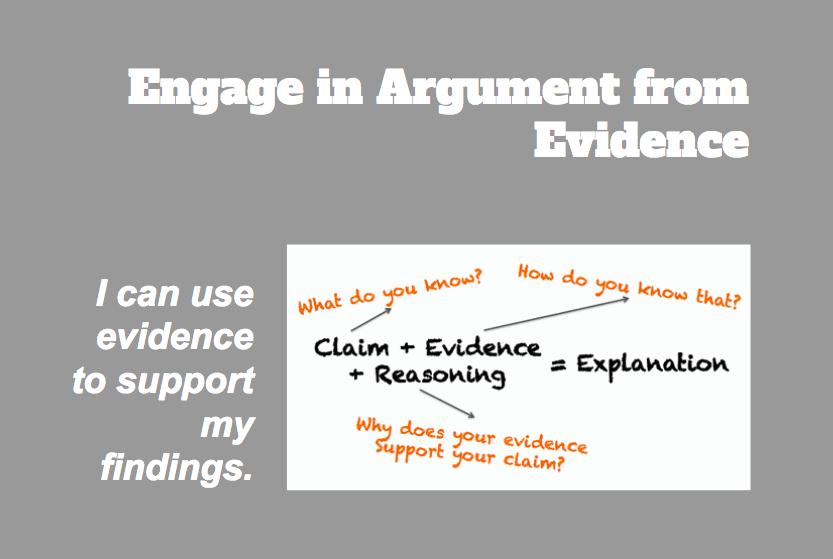 Engage in Argument from
Evidence
I can use
evidence
to support
my
findings.
What do you know?
How do you know that?
Claim + Evidence
+ Reasoning
= Explanation
Why does your evidence
Support your claim?